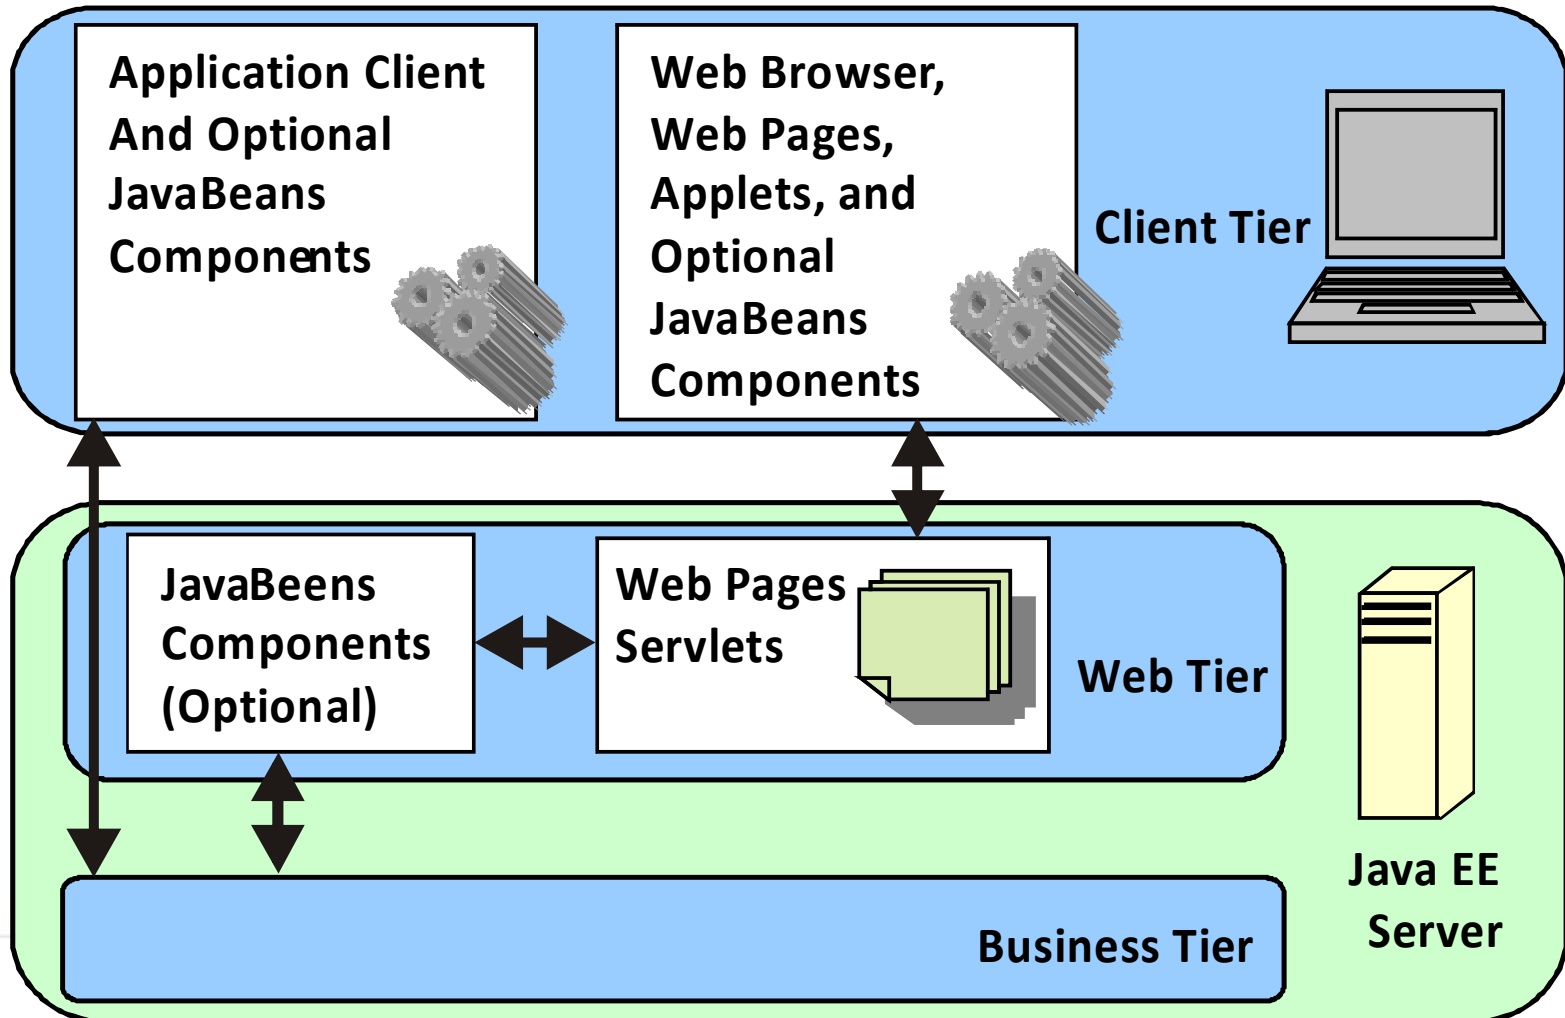 Application Client
And Optional
JavaBeans
Components
Web Browser,
Web Pages,
Applets, and
Optional
JavaBeans
Components
Client Tier
JavaBeens
Components
(Optional)
Web Pages
Servlets
Web Tier
Java EE
Server
Business Tier